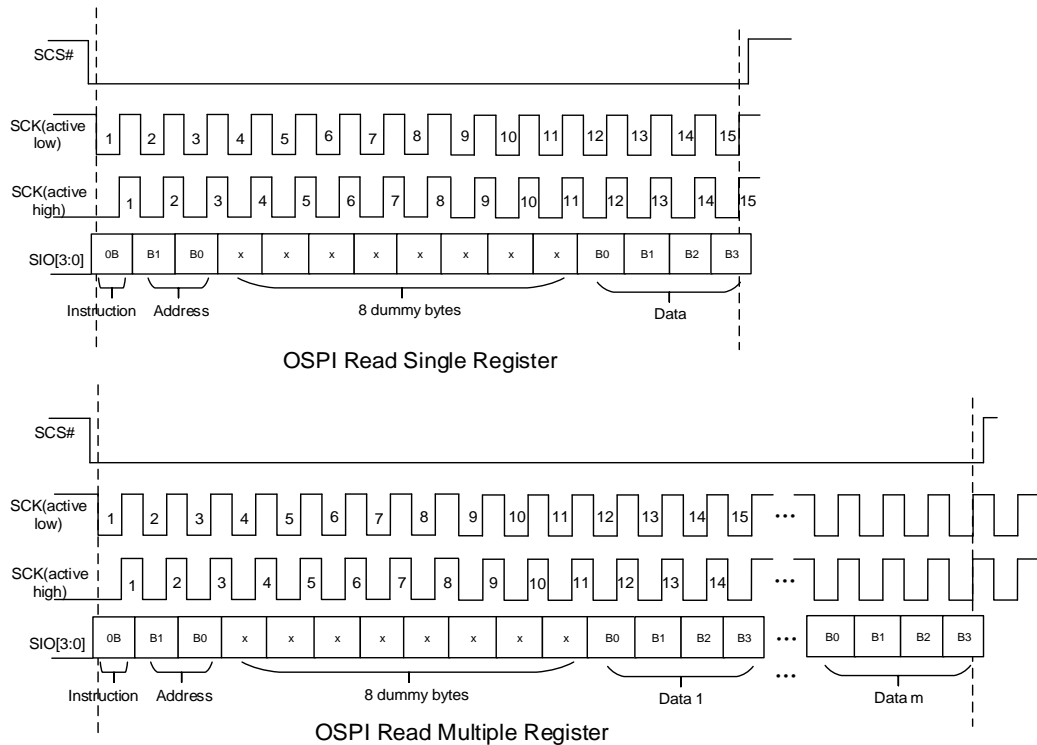 SCS#
SCK(active low)
1 2 3 4 5 6 7 8 9 10 11 12 13 14 15
SCK(active high)
1 2 3 4 5 6 7 8 9 10 11 12 13 14 15
SIO[3:0] 0B B1 B0 x x x x x x x x B0 B1 B2 B3
Instruction Address 8 dummy bytes Data
OSPI Read Single Register
SCS#
SCK(active low)
1 2 3 4 5 6 7 8 9 10 11 12 13 14 15 ...
SCK(active high)
1 2 3 4 5 6 7 8 9 10 11 12 13 14 ...
SIO[3:0] 0B B1 B0 x x x x x x x x B0 B1 B2 B3 ... B0 B1 B2 B3
Instruction Address 8 dummy bytes Data 1 ... Data m
OSPI Read Multiple Register